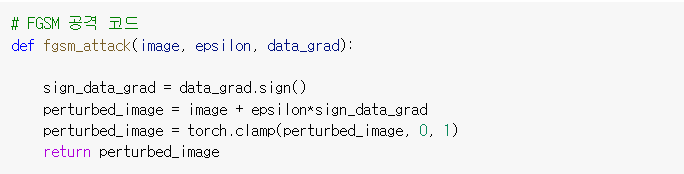 # FGSM 공격 코드
def fgsm_attack(image, epsilon, data_grad):
    sign_data_grad = data_grad.sign()
    perturbed_image = image + epsilon*sign_data_grad
    perturbed_image = torch.clamp(perturbed_image, 0, 1)
    return perturbed_image